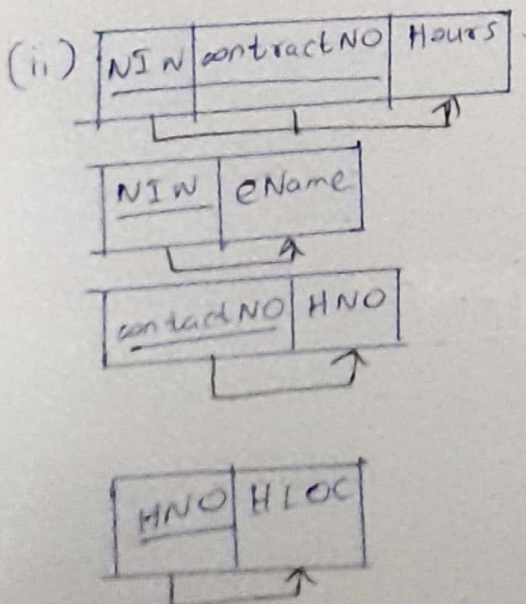 (ii) NIN contractNO Hours
NIN eName
contactNO HNO
HNO HLOC